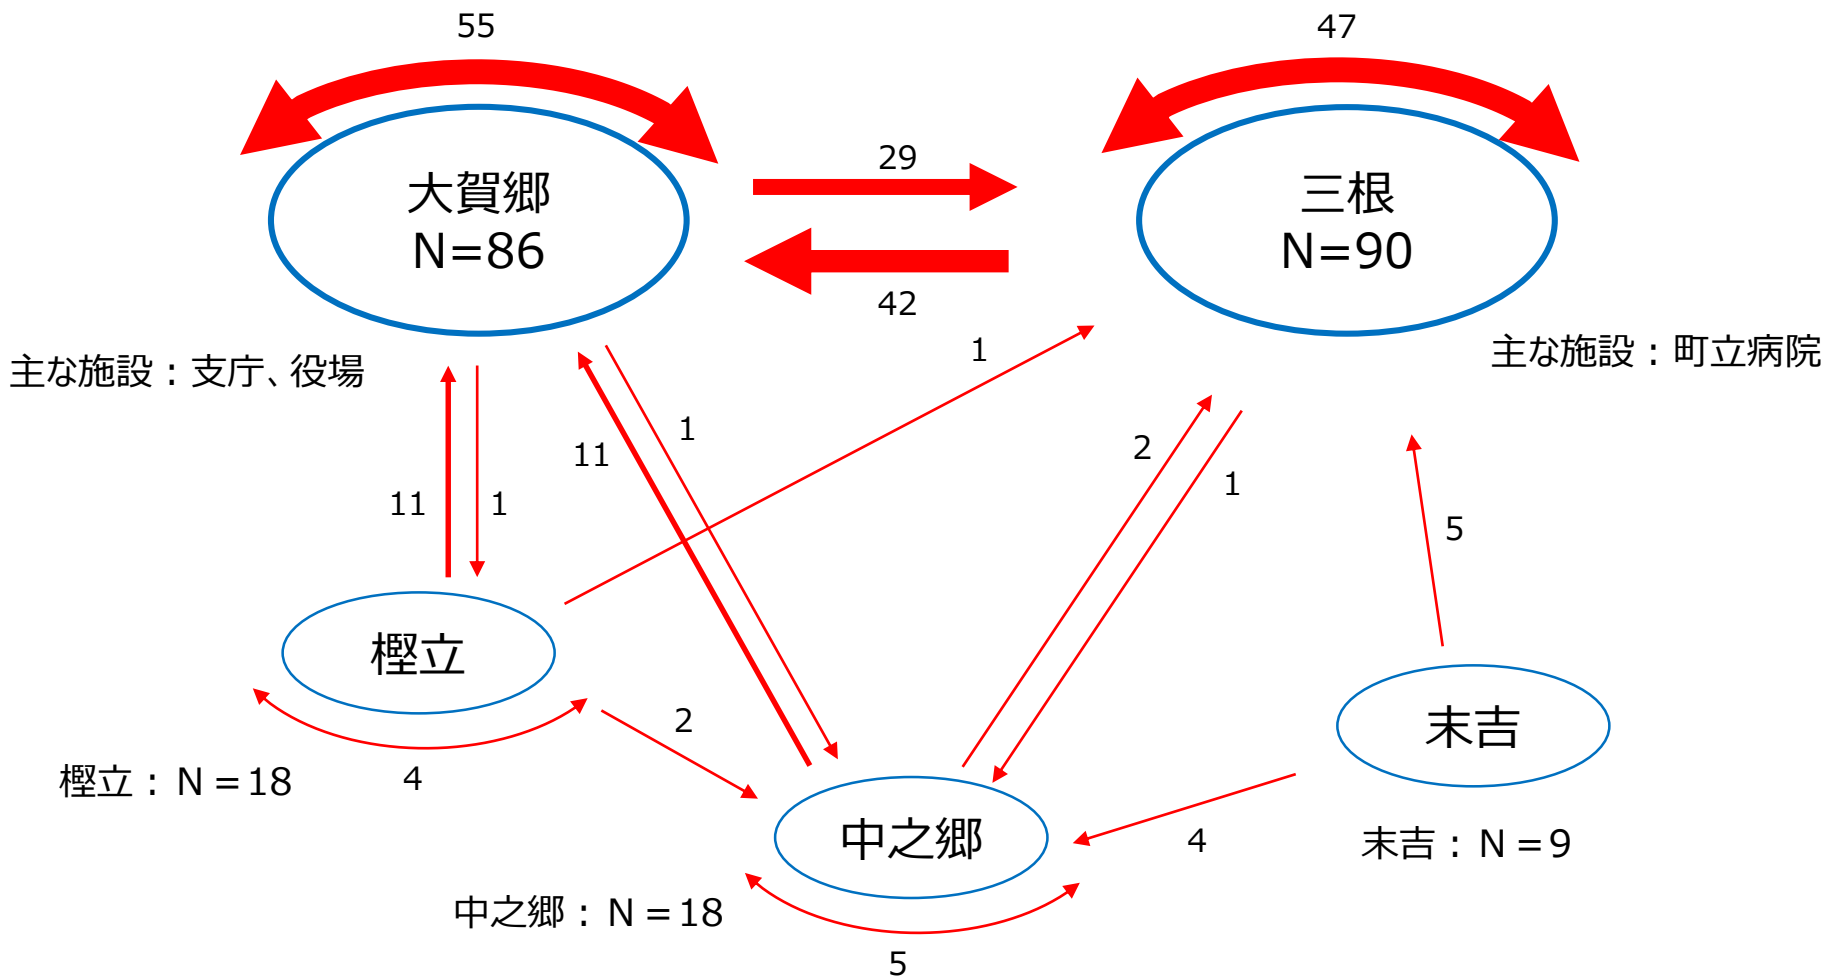 55
47
大賀郷
N=86
29
三根
N=90
42
主な施設：支庁、役場
1
主な施設：町立病院
11
1
11
1
2
1
5
樫立
2
末吉
樫立：Ｎ＝18
4
中之郷
4
末吉：Ｎ＝9
中之郷：Ｎ＝18
5